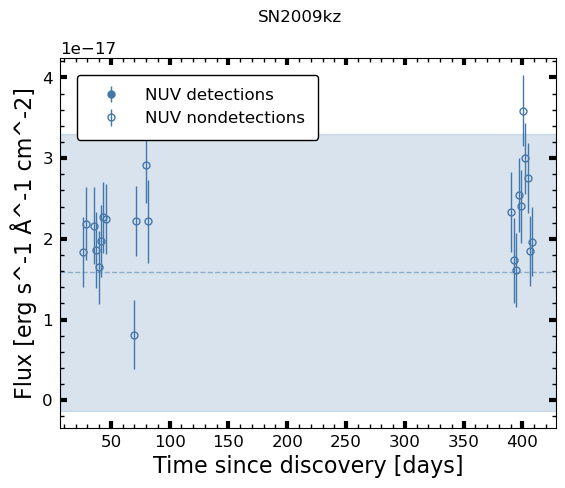 SN2009kz
1e−17
NUV detections
NUV nondetections
4
3
2
1
0
Flux [erg s^-1 Å^-1 cm^-2]
50 100 150 200 250 300 350 400
Time since discovery [days]